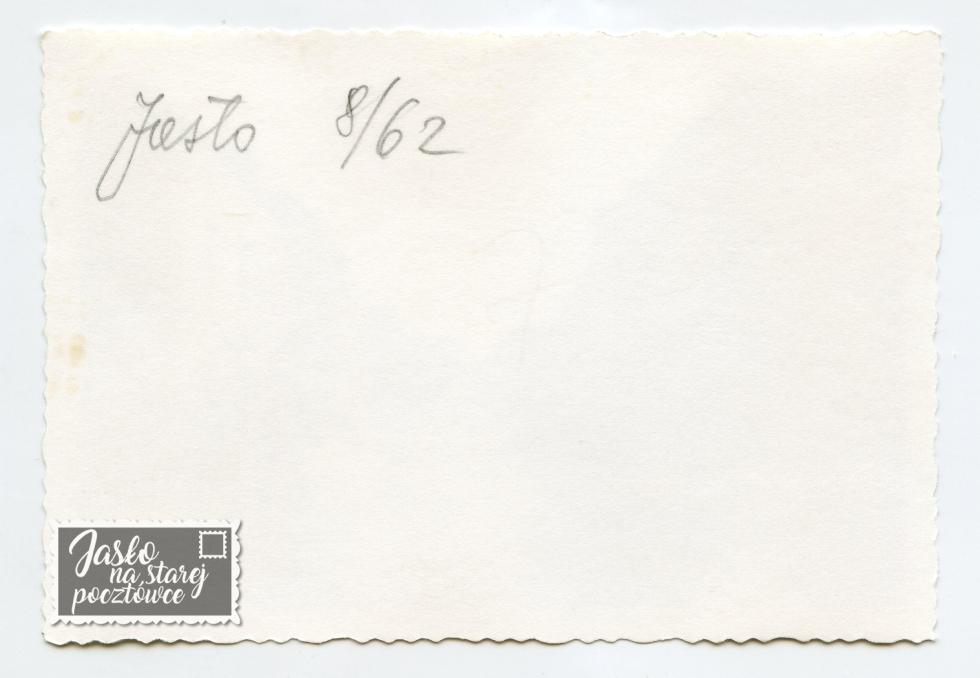 Jasło 8/62
Jasło
na starej
pocztówce